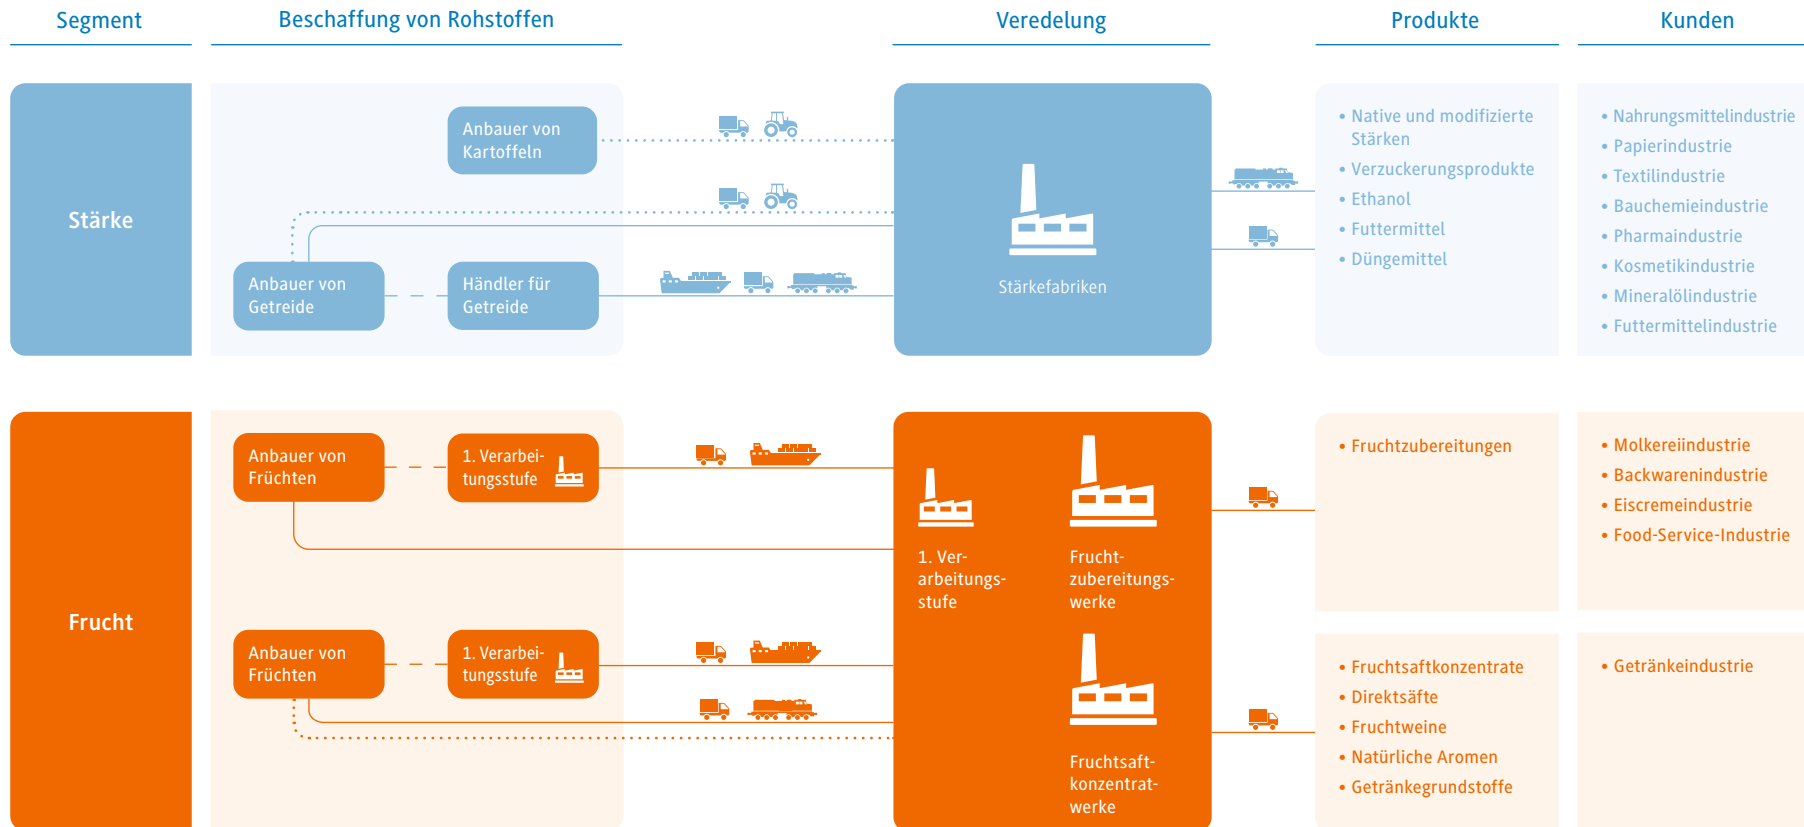 Segment
Beschaffung von Rohstoffen
Veredelung
Produkte
Kunden
Stärke
Anbauer von
Kartoffeln
Anbauer von
Getreide
Händler für
Getreide
Stärkefabriken
• Native und modifizierte
Stärken
• Verzuckerungsprodukte
• Ethanol
• Futtermittel
• Düngemittel
• Nahrungsmittelindustrie
• Papierindustrie
• Textilindustrie
• Bauchemieindustrie
• Pharmaindustrie
• Kosmetikindustrie
• Mineralölindustrie
• Futtermittelindustrie
Frucht
Anbauer von
Früchten
1. Verarbei-
tungsstufe
1. Ver-
arbeitungs-
stufe
Frucht-
zubereitungs-
werke
• Fruchtzubereitungen
• Molkereiindustrie
• Backwarenindustrie
• Eiscremeindustrie
• Food-Service-Industrie
Anbauer von
Früchten
1. Verarbei-
tungsstufe
Fruchtsaft-
konzentrat-
werke
• Fruchtsaftkonzentrate
• Direktsäfte
• Fruchtweine
• Natürliche Aromen
• Getränkegrundstoffe
• Getränkeindustrie